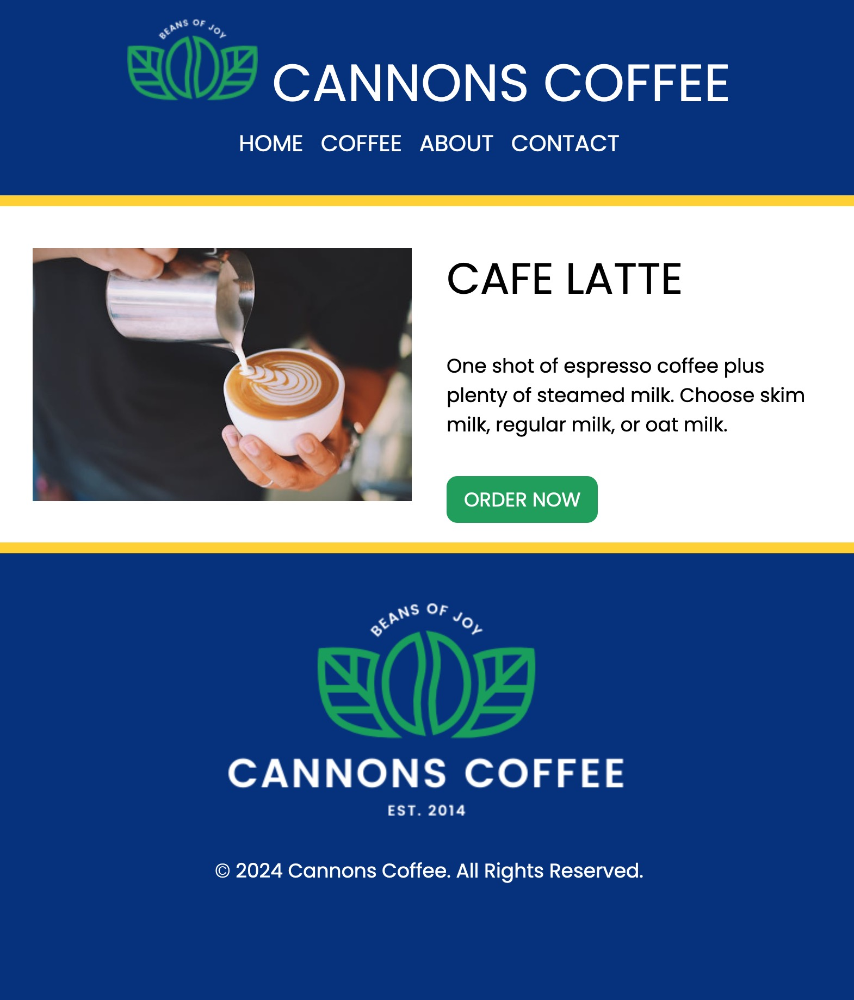 BEANS OF JOY
CANNONS COFFEE
HOME COFFEE ABOUT CONTACT
CAFE LATTE
One shot of espresso coffee plus
plenty of steamed milk. Choose skim
milk, regular milk, or oat milk.
ORDER NOW
BEANS OF JOY
CANNONS COFFEE
EST. 2014
© 2024 Cannons Coffee. All Rights Reserved.